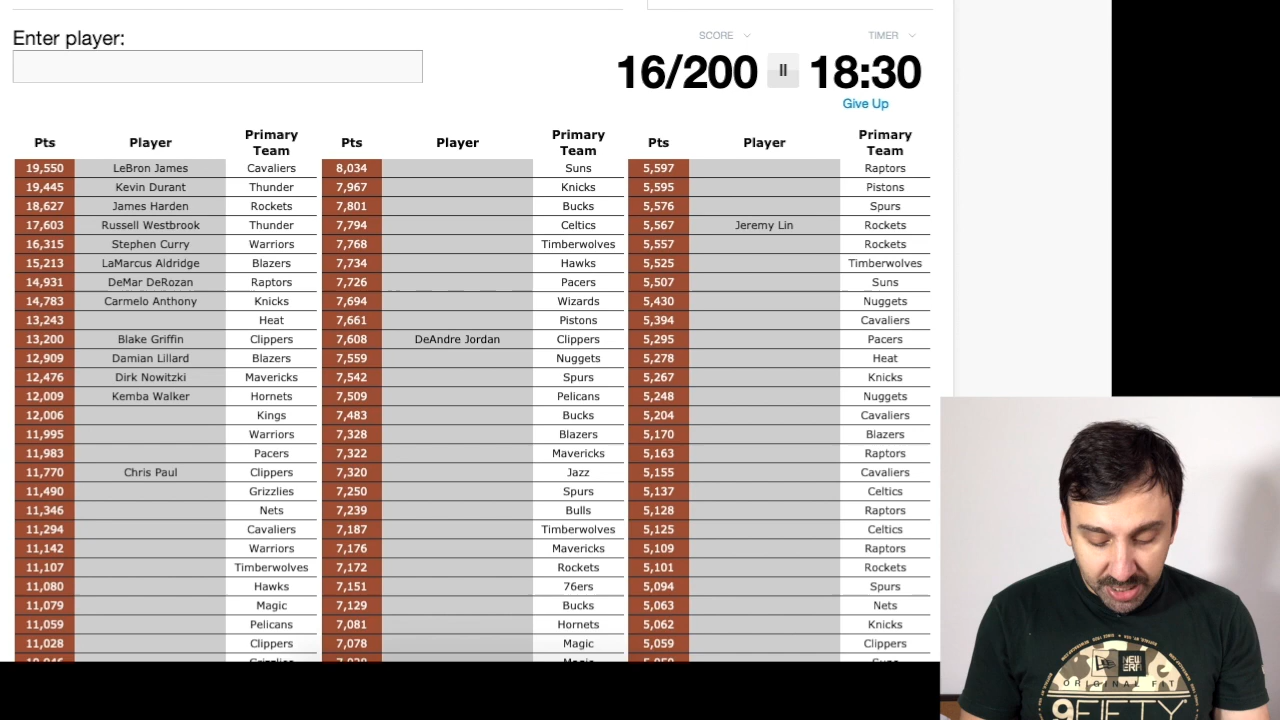 Enter player:
SCORE TIMER
16/200 II 18:30
Give Up
Pts Player Primary Team Pts Player Primary Team Pts Player Primary Team
19,550 LeBron James Cavaliers 8,034 Suns 5,597 Raptors
19,445 Kevin Durant Thunder 7,967 Knicks 5,595 Pistons
18,627 James Harden Rockets 7,801 Bucks 5,576 Spurs
17,603 Russell Westbrook Thunder 7,794 Celtics 5,567 Jeremy Lin Rockets
16,315 Stephen Curry Warriors 7,768 Timberwolves 5,557 Rockets
15,213 LaMarcus Aldridge Blazers 7,734 Hawks 5,525 Timberwolves
14,931 DeMar DeRozan Raptors 7,726 Pacers 5,507 Suns
14,783 Carmelo Anthony Knicks 7,694 Wizards 5,430 Nuggets
13,243 Heat 7,661 Pistons 5,394 Cavaliers
13,200 Blake Griffin Clippers 7,608 DeAndre Jordan Clippers 5,295 Pacers
12,909 Damian Lillard Blazers 7,559 Nuggets 5,278 Heat
12,476 Dirk Nowitzki Mavericks 7,542 Spurs 5,267 Knicks
12,009 Kemba Walker Hornets 7,509 Pelicans 5,248 Nuggets
12,006 Kings 7,483 Bucks 5,204 Cavaliers
11,995 Warriors 7,328 Blazers 5,170 Blazers
11,983 Pacers 7,322 Mavericks 5,163 Raptors
11,770 Chris Paul Clippers 7,320 Jazz 5,155 Cavaliers
11,490 Grizzlies 7,250 Spurs 5,137 Celtics
11,346 Nets 7,239 Bulls 5,128 Raptors
11,294 Cavaliers 7,187 Timberwolves 5,125 Celtics
11,142 Warriors 7,176 Mavericks 5,109 Raptors
11,107 Timberwolves 7,172 Rockets 5,101 Rockets
11,080 Hawks 7,151 76ers 5,094 Spurs
11,079 Magic 7,129 Bucks 5,063 Nets
11,059 Pelicans 7,081 Hornets 5,062 Knicks
11,028 Clippers 7,078 Magic 5,059 Clippers
NEW ERA
ORIGINAL FIT
9FIFTY